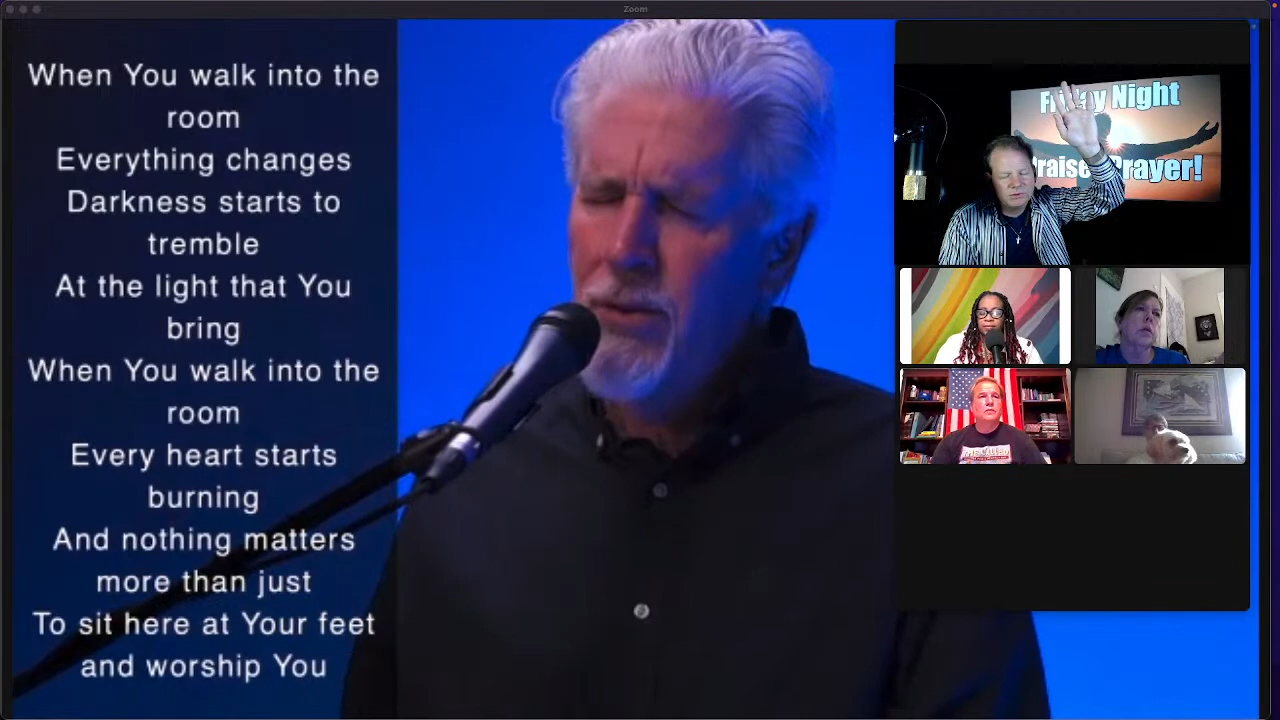 Zoom
When You walk into the
room
Everything changes
Darkness starts to
tremble
At the light that You
bring
When You walk into the
room
Every heart starts
burning
And nothing matters
more than just
To sit here at Your feet
and worship You
Night
Prayer!